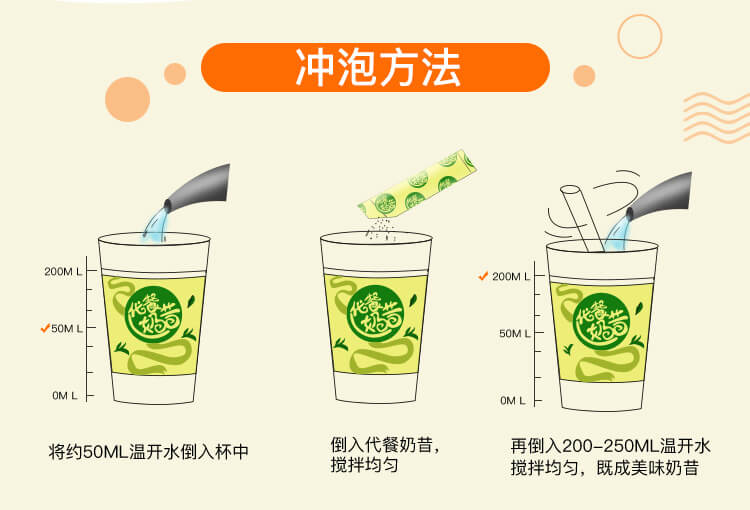 冲泡方法
200M L
50M L
0M L
代餐
奶昔
将约50ML温开水倒入杯中
代餐
奶昔
倒入代餐奶昔，
搅拌均匀
200M L
50M L
0M L
代餐
奶昔
再倒入200-250ML温开水
搅拌均匀，既成美味奶昔